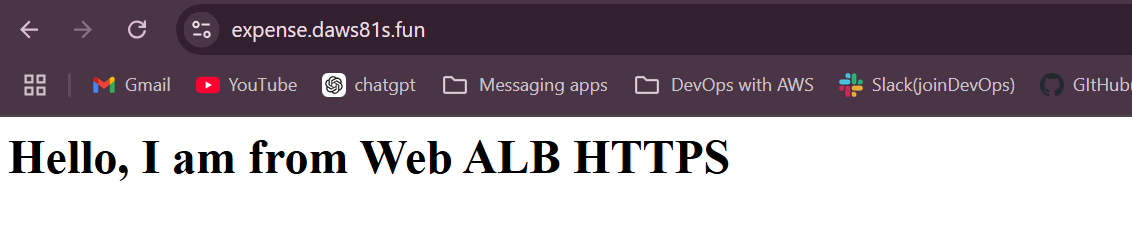 expense.daws81s.fun
Gmail YouTube chatgpt Messaging apps DevOps with AWS Slack(joinDevOps) GItHub(
Hello, I am from Web ALB HTTPS